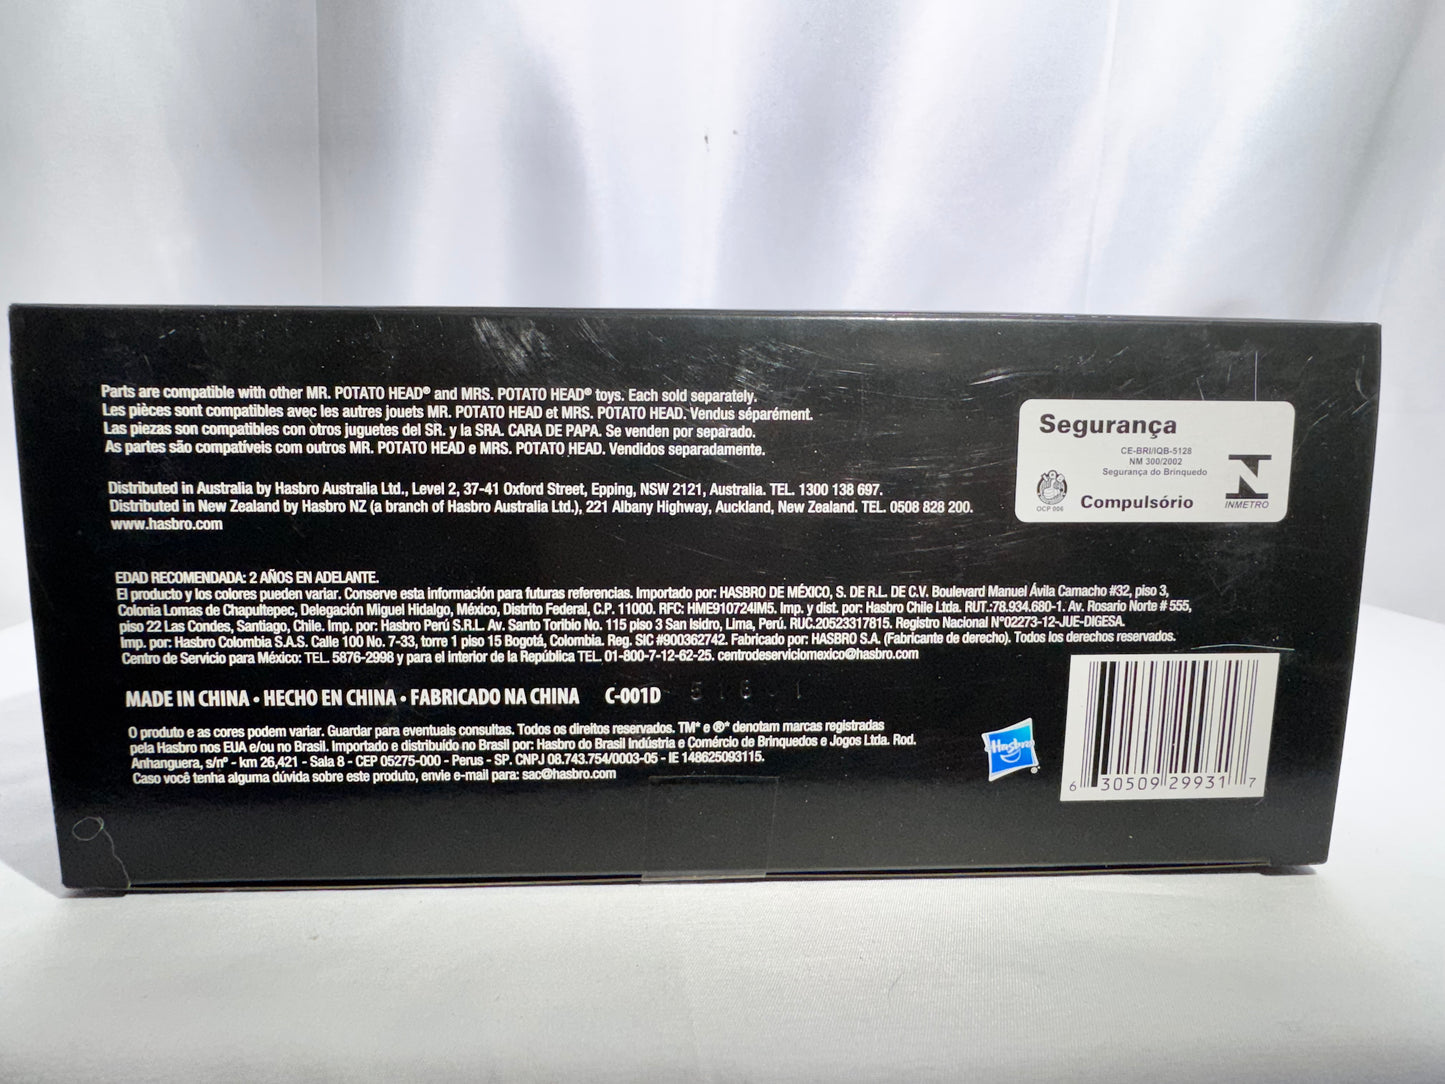 Parts are compatible with other MR. POTATO HEAD® and MRS. POTATO HEAD® toys. Each sold separately.
Les pièces sont compatibles avec les autres jouets MR. POTATO HEAD et MRS. POTATO HEAD. Vendus séparément.
Las piezas son compatibles con otros juguetes del SR. y la SRA. CARA DE PAPA. Se venden por separado.
As partes são compatíveis com outros MR. POTATO HEAD e MRS. POTATO HEAD. Vendidos separadamente.
Distributed in Australia by Hasbro Australia Ltd., Level 2, 37-41 Oxford Street, Epping, NSW 2121, Australia. TEL. 1300 138 697.
Distributed in New Zealand by Hasbro NZ (a branch of Hasbro Australia Ltd.), 221 Albany Highway, Auckland, New Zealand. TEL. 0508 828 200.
www.hasbro.com
Segurança
CE-BRI/IQB-5128
NM 300/2002
Segurança do Brinquedo
Compulsório
OCP 006
INMETRO
EDAD RECOMENDADA: 2 AÑOS EN ADELANTE.
El producto y los colores pueden variar. Conserve esta información para futuras referencias. Importado por: HASBRO DE MÉXICO, S. DE R.L. DE C.V. Boulevard Manuel Ávila Camacho #32, piso 3,
Colonia Lomas de Chapultepec, Delegación Miguel Hidalgo, México, Distrito Federal, C.P. 11000. RFC: HME910724IM5. Imp. y dist. por: Hasbro Chile Ltda. RUT.:78.934.680-1. Av. Rosario Norte # 555,
piso 22 Las Condes, Santiago, Chile. Imp. por: Hasbro Perú S.R.L. Av. Santo Toribio No. 115 piso 3 San Isidro, Lima, Perú. RUC.20523317815. Registro Nacional N°02273-12-JUE-DIGESA.
Imp. por: Hasbro Colombia S.A.S. Calle 100 No. 7-33, torre 1 piso 15 Bogotá, Colombia. Reg. SIC #900362742. Fabricado por: HASBRO S.A. (Fabricante de derecho). Todos los derechos reservados.
Centro de Servicio para México: TEL. 5876-2998 y para el interior de la República TEL. 01-800-7-12-62-25. centrodeserviciomexico@hasbro.com
MADE IN CHINA • HECHO EN CHINA • FABRICADO NA CHINA C-001D
O produto e as cores podem variar. Guardar para eventuais consultas. Todos os direitos reservados. TM* e ®* denotam marcas registradas
pela Hasbro nos EUA e/ou no Brasil. Importado e distribuído no Brasil por: Hasbro do Brasil Indústria e Comércio de Brinquedos e Jogos Ltda. Rod.
Anhanguera, s/nº - km 26,421 - Sala 8 - CEP 05275-000 - Perus - SP. CNPJ 08.743.754/0003-05 - IE 148625093115.
Caso você tenha alguma dúvida sobre este produto, envie e-mail para: sac@hasbro.com
Hasbro
6 30509 29931 7